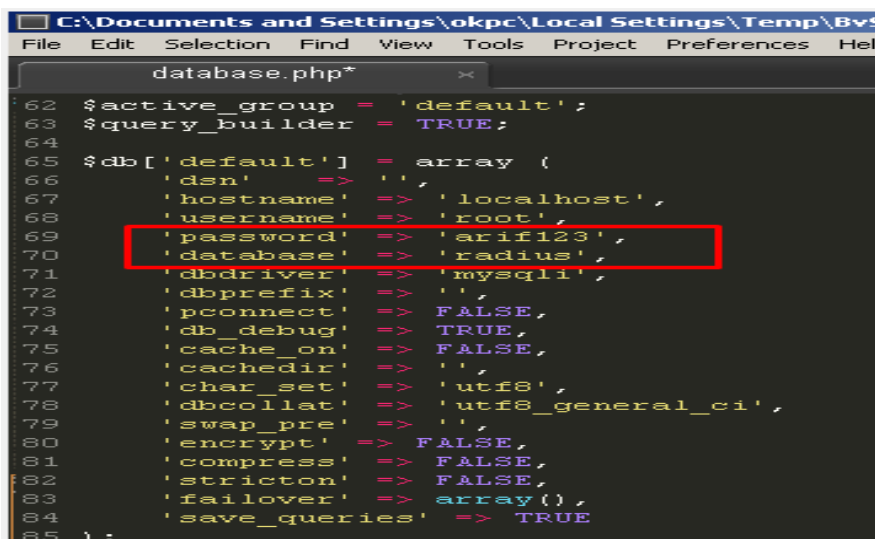 C:\Documents and Settings\okpc\Local Settings\Temp\BvS
File Edit Selection Find View Tools Project Preferences Hel
database.php* ×
62 $active_group = 'default';
63 $query_builder = TRUE;
64
65 $db['default'] = array (
66 'dsn' => '',
67 'hostname' => 'localhost',
68 'username' => 'root',
69 'password' => 'arif123',
70 'database' => 'radius',
71 'dbdriver' => 'mysqli',
72 'dbprefix' => '',
73 'pconnect' => FALSE,
74 'db_debug' => TRUE,
75 'cache_on' => FALSE,
76 'cachedir' => '',
77 'char_set' => 'utf8',
78 'dbcollat' => 'utf8_general_ci',
79 'swap_pre' => '',
80 'encrypt' => FALSE,
81 'compress' => FALSE,
82 'stricton' => FALSE,
83 'failover' => array(),
84 'save_queries' => TRUE
85 );